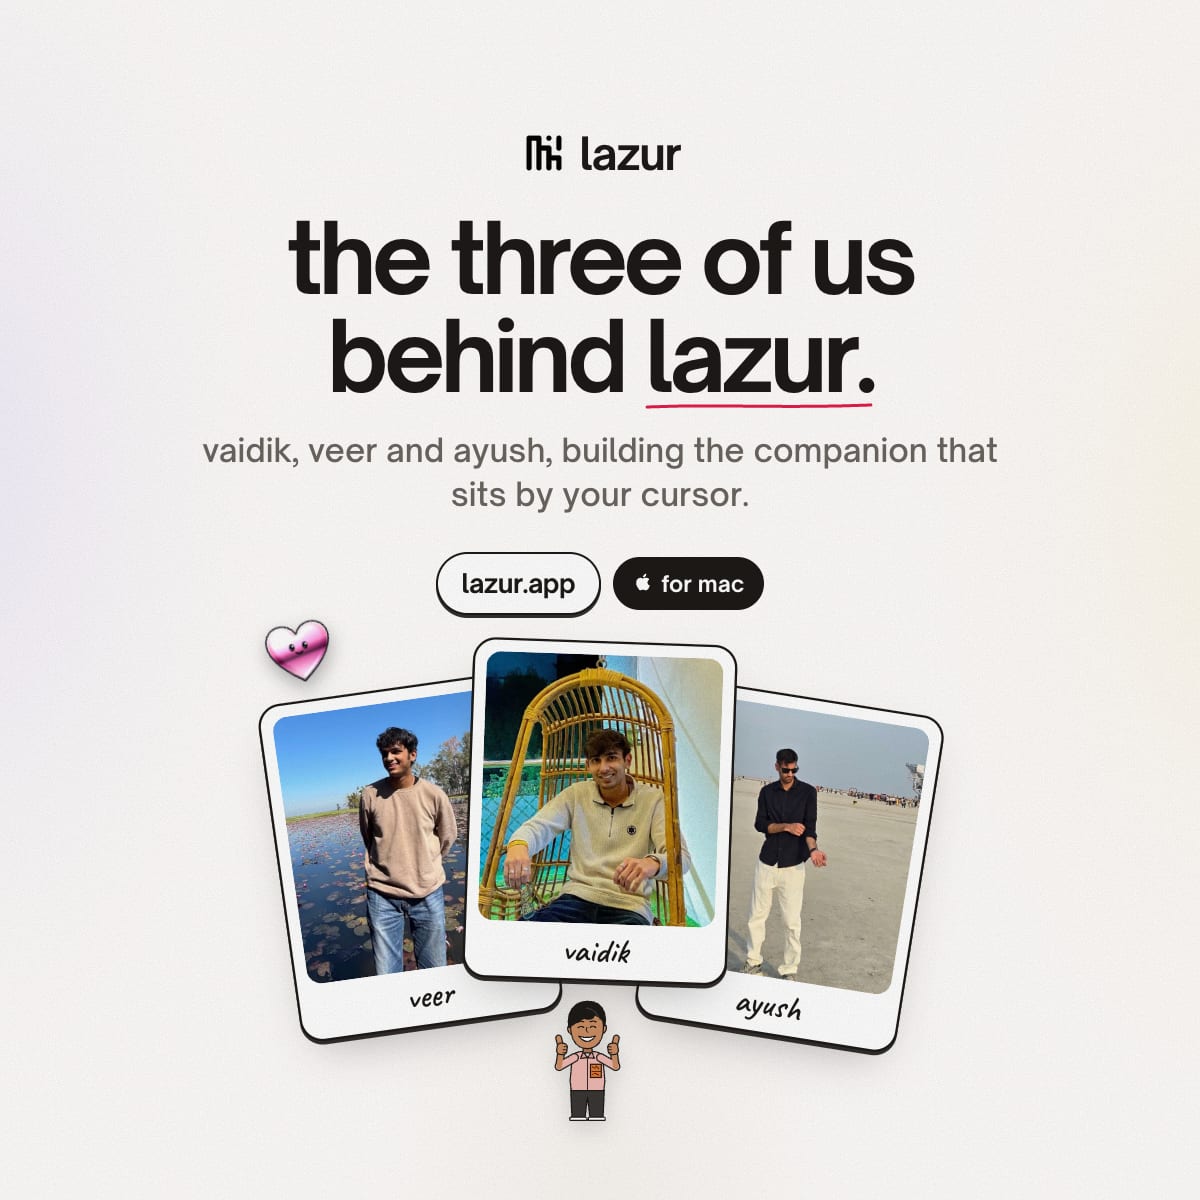 lazur
the three of us
behind lazur.
vaidik, veer and ayush, building the companion that
sits by your cursor.
lazur.app
for mac
veer
vaidik
ayush